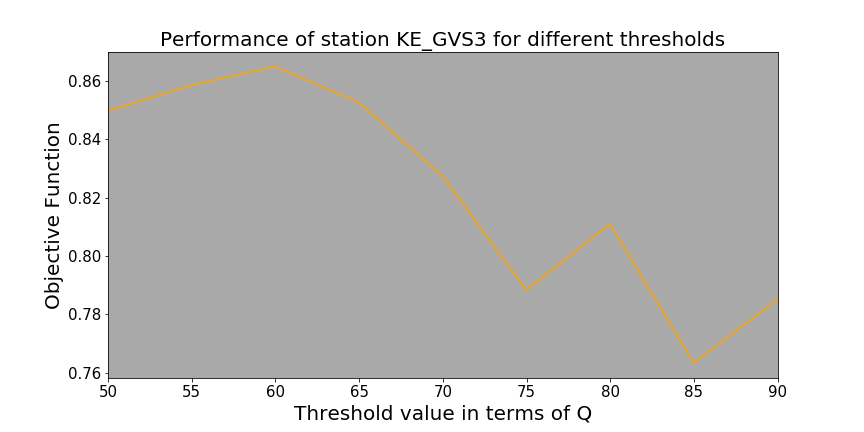 Performance of station KE_GVS3 for different thresholds
Objective Function
0.86
0.84
0.82
0.80
0.78
0.76
50 55 60 65 70 75 80 85 90
Threshold value in terms of Q